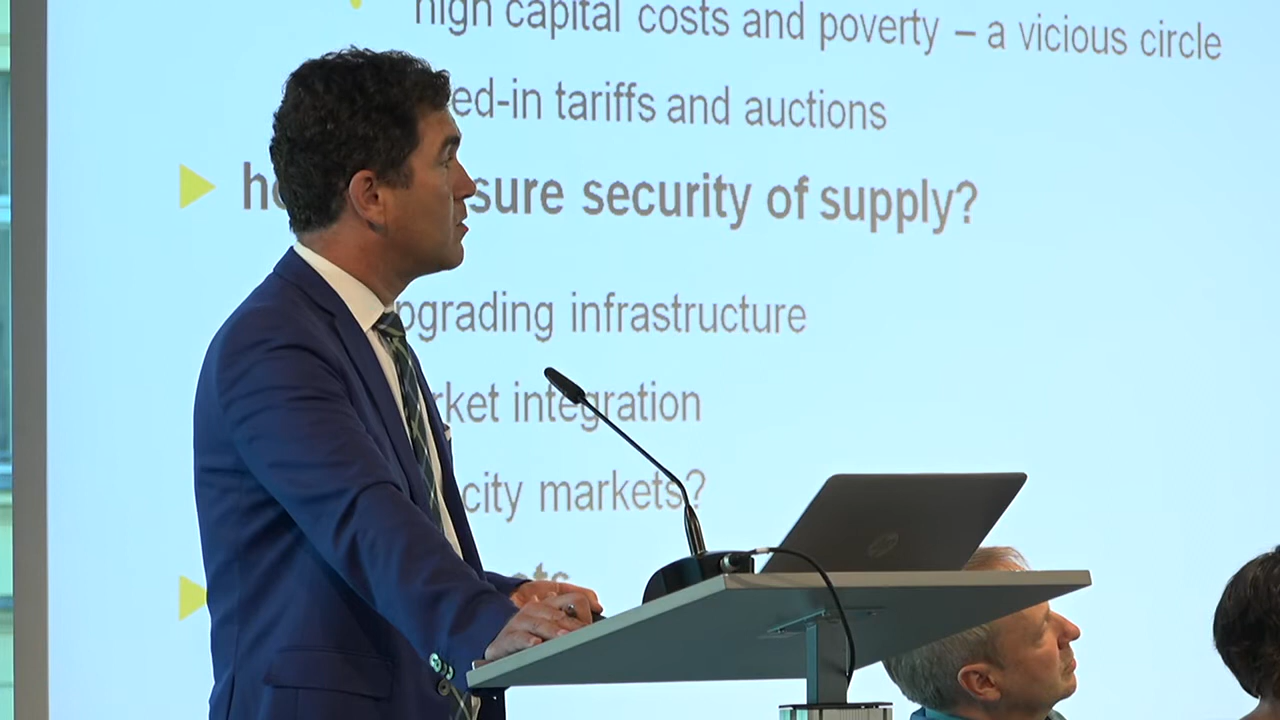 high capital costs and poverty – a vicious circle
ed-in tariffs and auctions
sure security of supply?
pgrading infrastructure
rket integration
city markets?
hp